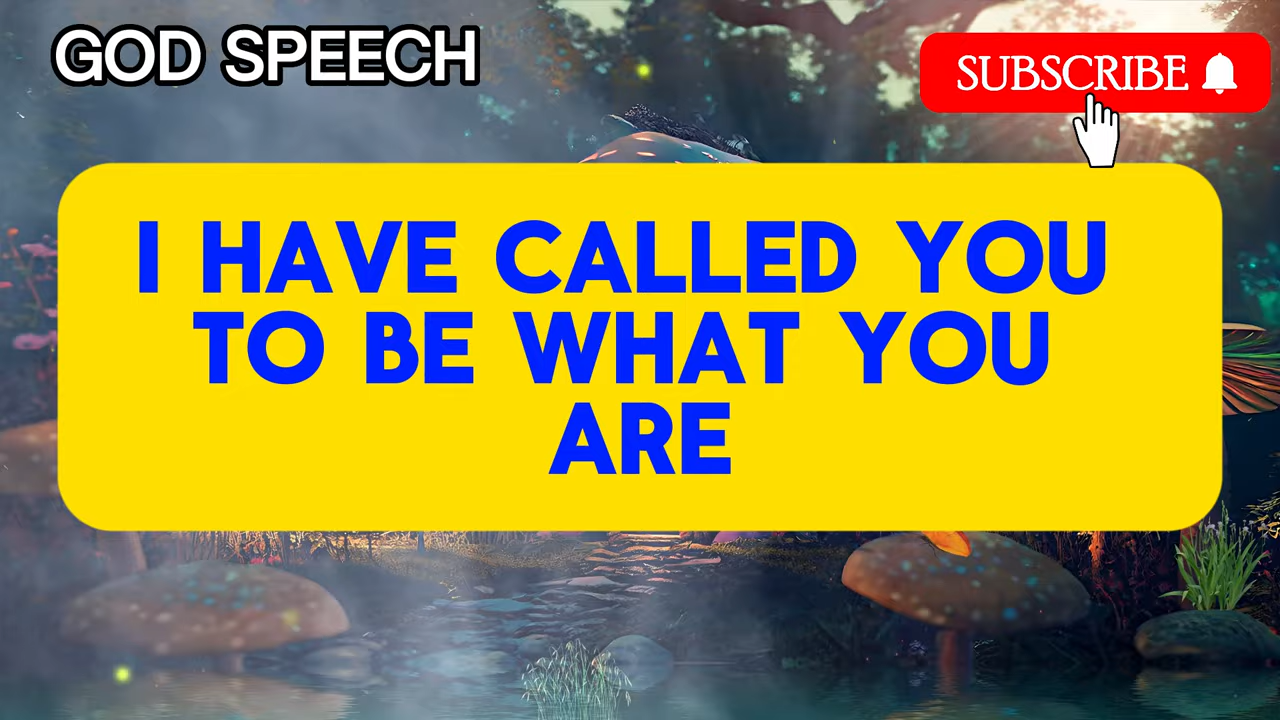 GOD SPEECH
SUBSCRIBE
I HAVE CALLED YOU
TO BE WHAT YOU
ARE